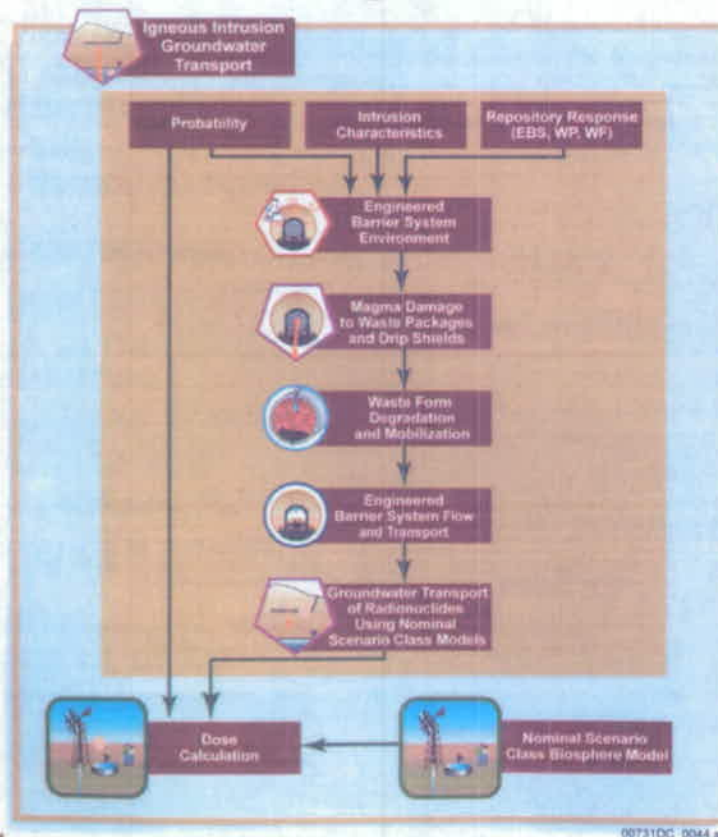 Igneous Intrusion
Groundwater
Transport
Probability
Intrusion
Characteristics
Repository Response
(EBS, WP, WF)
Engineered
Barrier System
Environment
Magma Damage
to Waste Packages
and Drip Shields
Waste Form
Degradation
and Mobilization
Engineered
Barrier System Flow
and Transport
Groundwater Transport
of Radionuclides
Using Nominal
Scenario Class Models
Dose
Calculation
Nominal Scenario
Class Biosphere Model
00731DC_0044